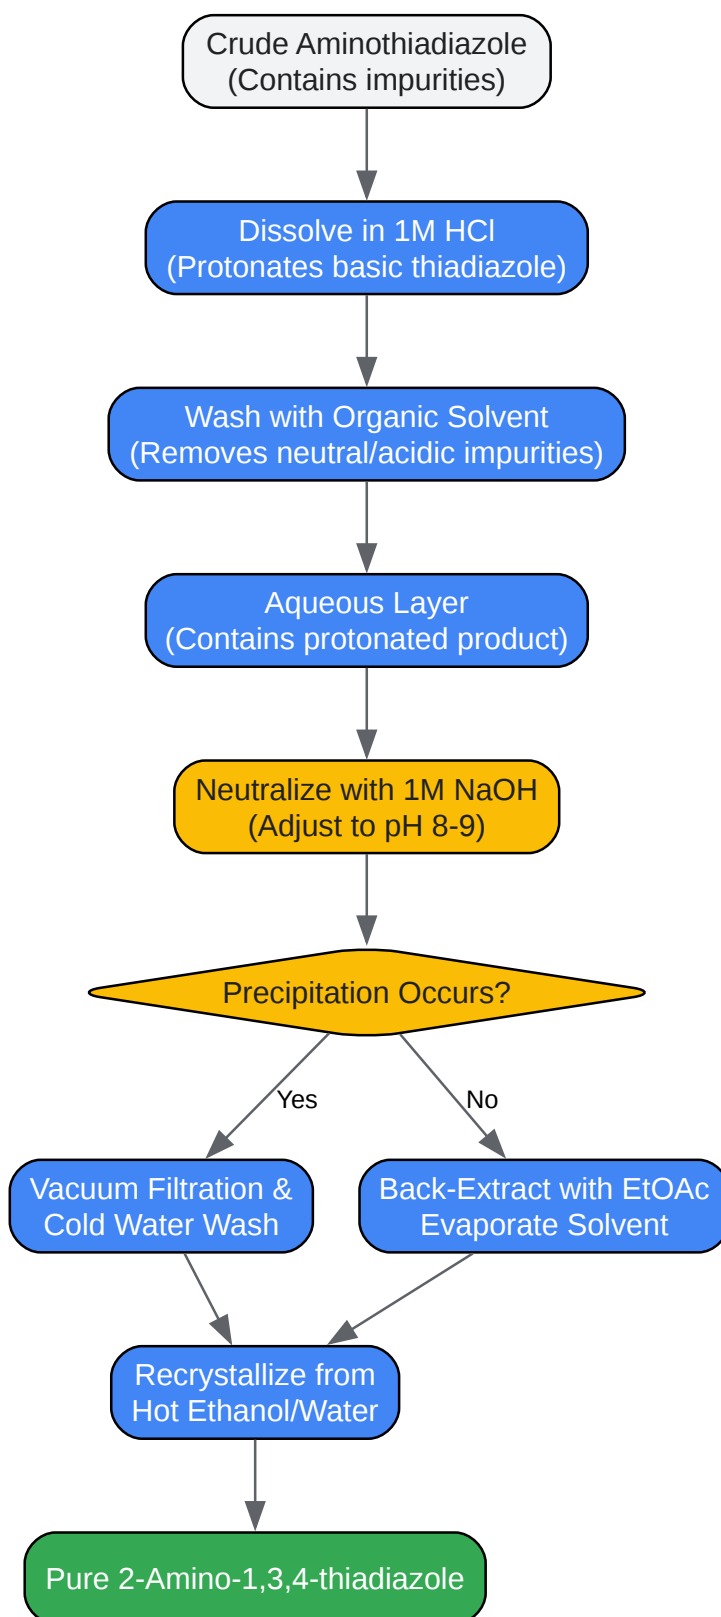 Crude Aminothiadiazole
(Contains impurities)
Dissolve in 1M HCl
(Protonates basic thiadiazole)
Wash with Organic Solvent
(Removes neutral/acidic impurities)
Aqueous Layer
(Contains protonated product)
Neutralize with 1M NaOH
(Adjust to pH 8-9)
Precipitation Occurs?
Yes
No
Vacuum Filtration &
Cold Water Wash
Back-Extract with EtOAc
Evaporate Solvent
Recrystallize from
Hot Ethanol/Water
Pure 2-Amino-1,3,4-thiadiazole